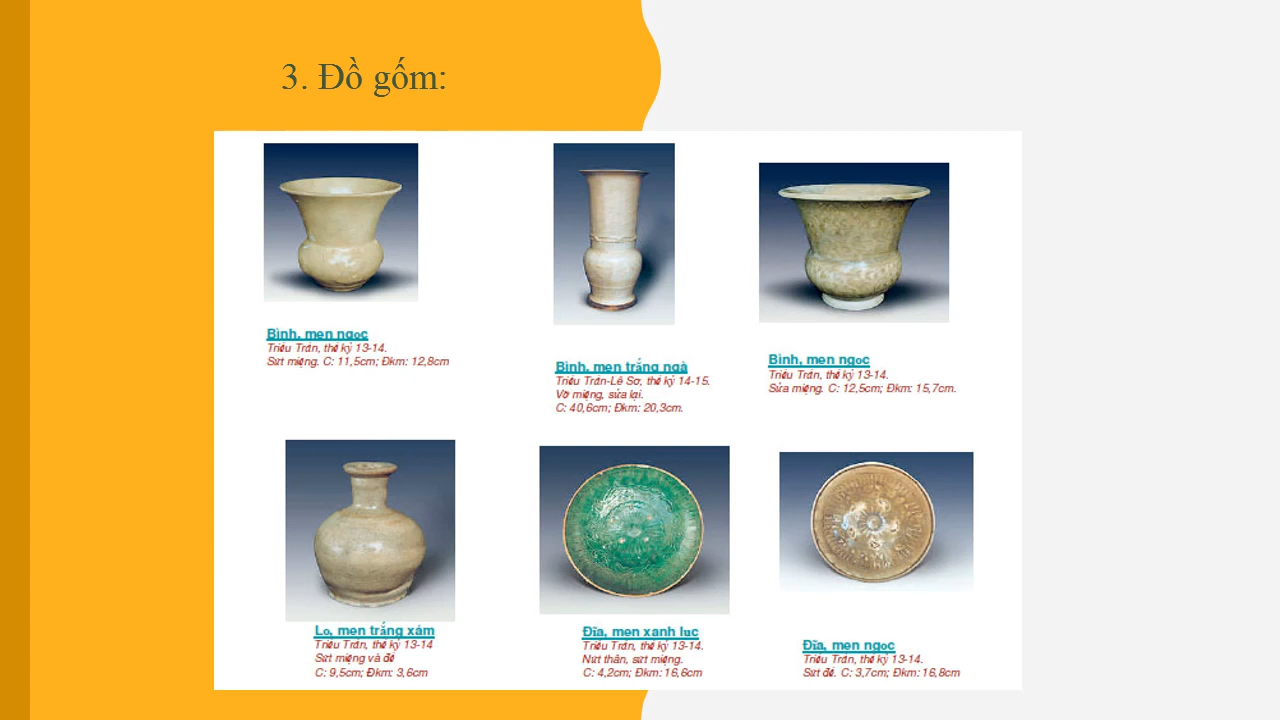 3. Đồ gốm:
Bình, men ngọc
Triều Trần, thế kỷ 13-14.
Sứt miệng. C: 11,5cm; Đkm: 12,8cm
Bình, men trắng ngà
Triều Trần-Lê Sơ, thế kỷ 14-15.
Vỡ miệng, sửa lại.
C: 40,6cm; Đkm: 20,3cm.
Bình, men ngọc
Triều Trần, thế kỷ 13-14.
Sửa miệng. C: 12,5cm; Đkm: 15,7cm.
Lọ, men trắng xám
Triều Trần, thế kỷ 13-14
Sứt miệng và đế
C: 9,5cm; Đkm: 3,6cm
Đĩa, men xanh lục
Triều Trần, thế kỷ 13-14.
Nứt thân, sứt miệng.
C: 4,2cm; Đkm: 16,6cm
Đĩa, men ngọc
Triều Trần, thế kỷ 13-14.
Sứt đế. C: 3,7cm; Đkm: 16,8cm